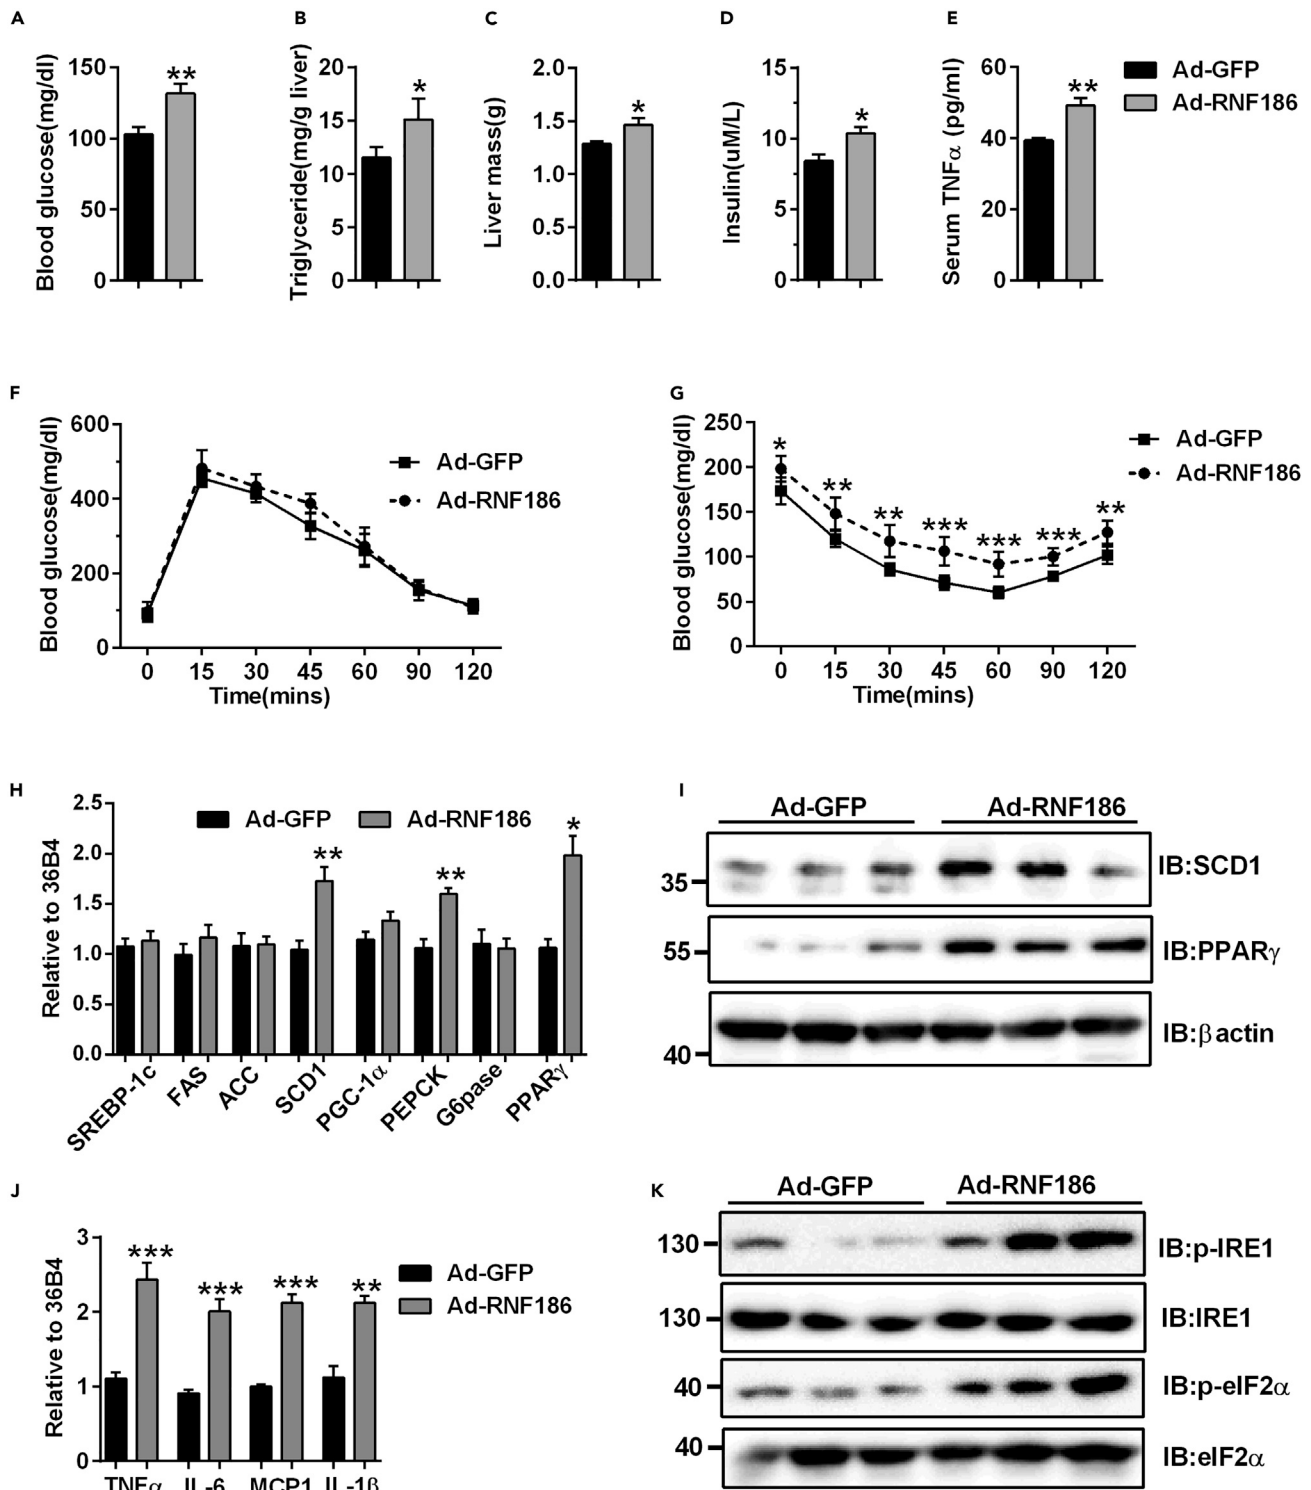 A
B
C
D
E
Blood glucose(mg/dl)
150
100
50
0
**
Triglyceride(mg/g liver)
20
15
10
5
0
*
Liver mass(g)
2.0
1.5
1.0
0.5
0.0
*
Insulin(uM/L)
15
10
5
0
*
Serum TNFα (pg/ml)
60
40
20
0
**
Ad-GFP
Ad-RNF186
F
Blood glucose(mg/dl)
600
400
200
0
Ad-GFP
Ad-RNF186
0 15 30 45 60 90 120
Time(mins)
G
Blood glucose(mg/dl)
250
200
150
100
50
0
* ** ** *** *** *** **
Ad-GFP
Ad-RNF186
0 15 30 45 60 90 120
Time(mins)
H
Relative to 36B4
2.5
2.0
1.5
1.0
0.5
0.0
Ad-GFP Ad-RNF186
** ** *
SREBP-1c FAS ACC SCD1 PGC-1α PEPCK G6pase PPARγ
I
Ad-GFP Ad-RNF186
35 IB:SCD1
55 IB:PPARγ
40 IB:β actin
J
Relative to 36B4
3
2
1
0
*** *** *** **
Ad-GFP
Ad-RNF186
TNFα IL-6 MCP1 IL-1β
K
Ad-GFP Ad-RNF186
130 IB:p-IRE1
130 IB:IRE1
40 IB:p-eIF2α
40 IB:eIF2α